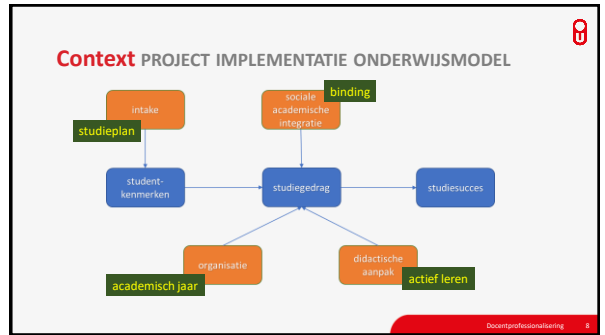 Context PROJECT IMPLEMENTATIE ONDERWIJSMODEL
intake
studieplan
sociale
academische
integratie
binding
student-
kenmerken
studiegedrag
studiesucces
organisatie
academisch jaar
didactische
aanpak
actief leren
Docentprofessionalisering 8